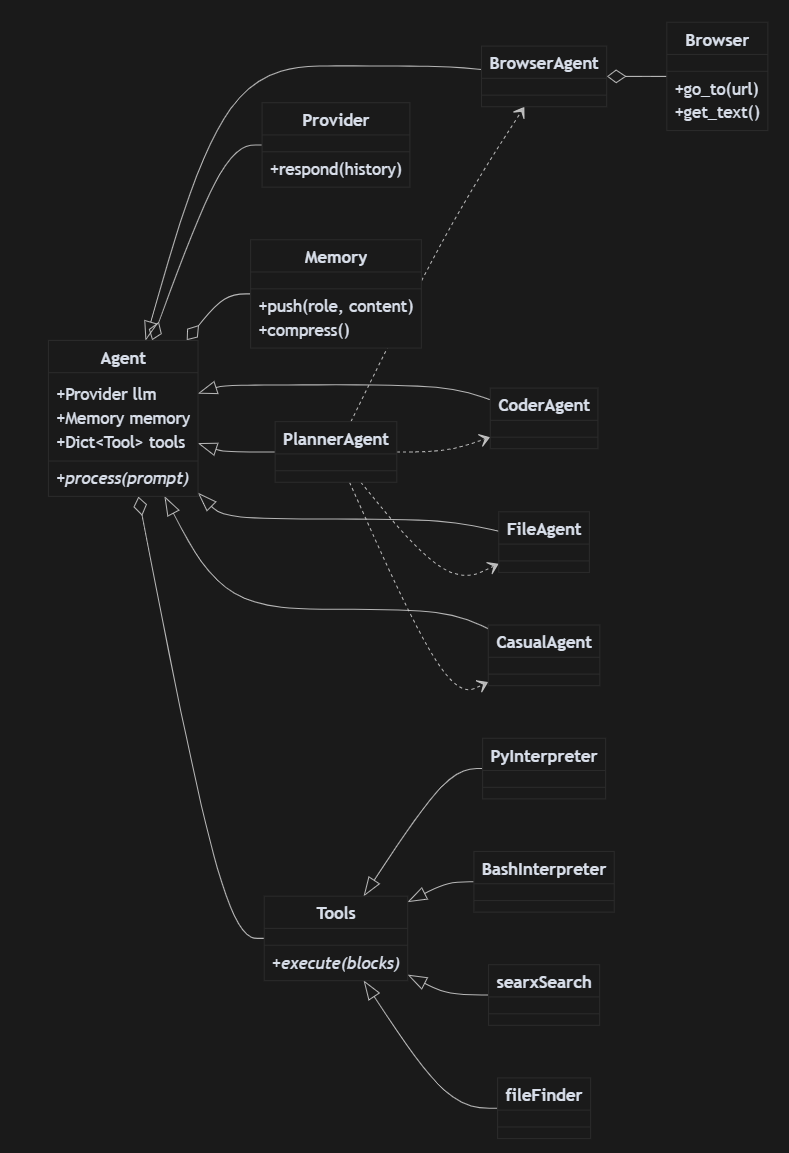 BrowserAgent
Browser
+go_to(url)
+get_text()
Provider
+respond(history)
Memory
+push(role, content)
+compress()
Agent
+Provider llm
+Memory memory
+Dict<Tool> tools
+process(prompt)
CoderAgent
PlannerAgent
FileAgent
CasualAgent
PyInterpreter
BashInterpreter
Tools
+execute(blocks)
searxSearch
fileFinder